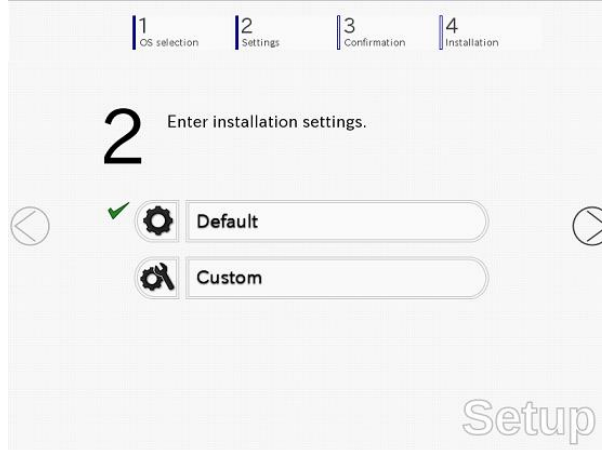 1
OS selection
2
Settings
3
Confirmation
4
Installation
2
Enter installation settings.
Default
Custom
Setup